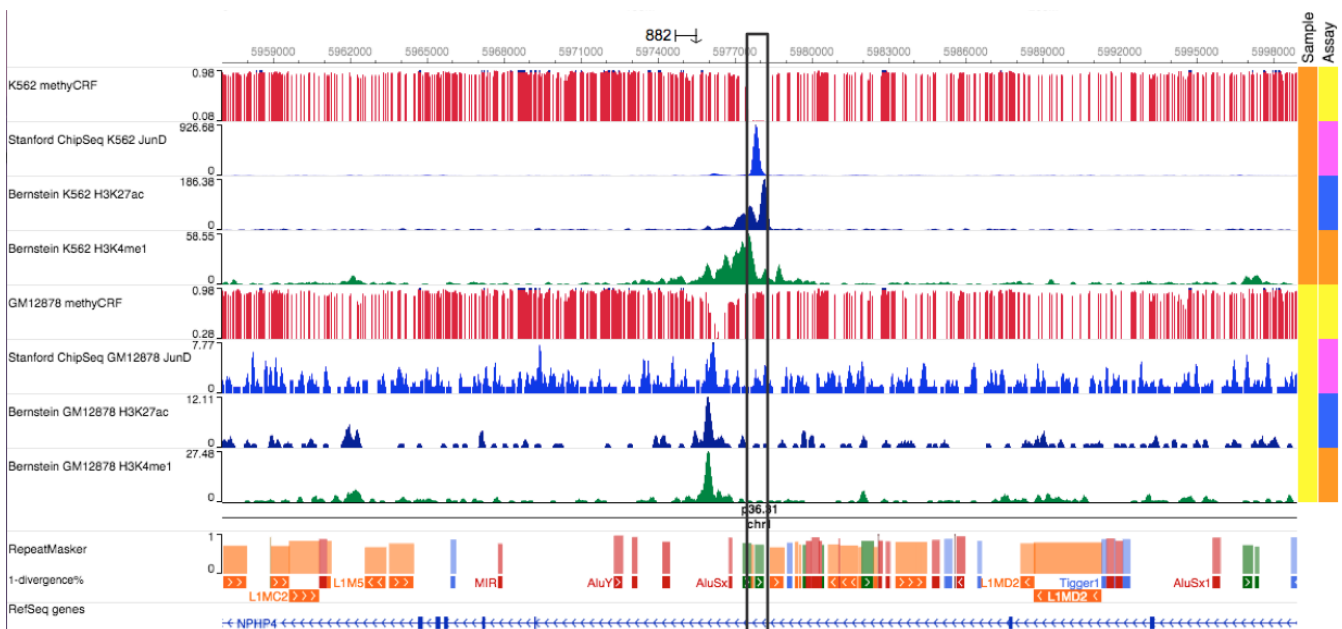 882
5959000 5962000 5965000 5968000 5971000 5974000 5977000 5980000 5983000 5986000 5989000 5992000 5995000 5998000
Sample
Assay
K562 methyCRF
0.98
0.08
Stanford ChipSeq K562 JunD
926.68
0
Bernstein K562 H3K27ac
186.38
0
Bernstein K562 H3K4me1
58.55
0
GM12878 methyCRF
0.98
0.28
Stanford ChipSeq GM12878 JunD
7.77
0
Bernstein GM12878 H3K27ac
12.11
0
Bernstein GM12878 H3K4me1
27.48
0
p36.31
chr1
RepeatMasker
1
0
1-divergence%
L1M5 MIR AluY AluSx L1MD2 Tigger1 AluSx1
L1MC2 L1MD2
RefSeq genes
NPHP4